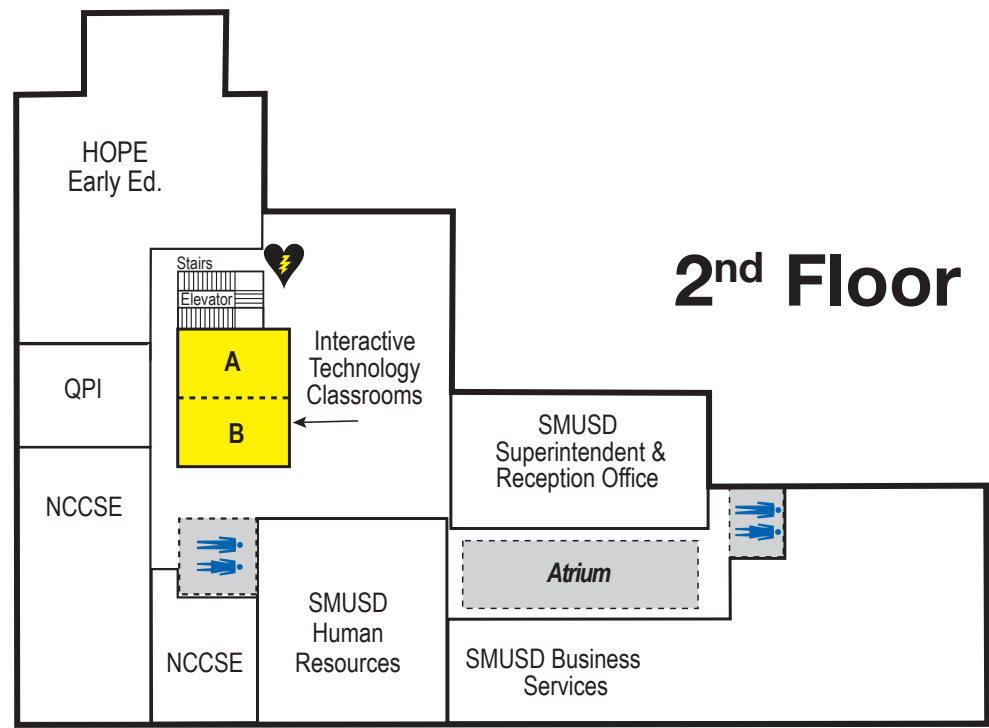 HOPE
Early Ed.
2nd Floor
Stairs
Elevator
Interactive
Technology
Classrooms
A
B
QPI
NCCSE
SMUSD
Superintendent &
Reception Office
Atrium
NCCSE
SMUSD
Human
Resources
SMUSD Business
Services